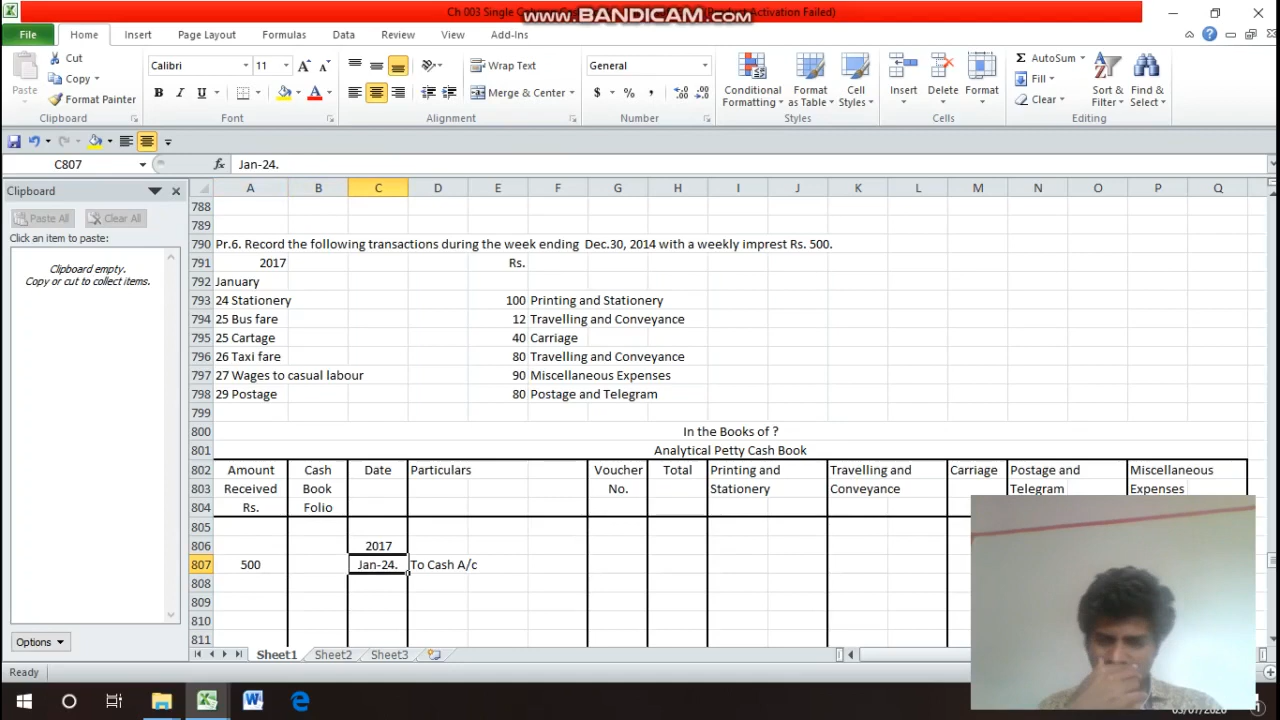 Ch 003 Single
www.BANDICAM.com
(Product Activation Failed)
File Home Insert Page Layout Formulas Data Review View Add-Ins
Paste
Cut
Copy
Format Painter
Calibri 11
B I U
Wrap Text
Merge & Center
General
$ % ,
Conditional Formatting
Format as Table
Cell Styles
Insert Delete Format
AutoSum
Fill
Clear
Sort & Filter
Find & Select
Clipboard Font Alignment Number Styles Cells Editing
C807 fx Jan-24.
Clipboard
Paste All Clear All
Click an item to paste:
Clipboard empty.
Copy or cut to collect items.
Options
A B C D E F G H I J K L M N O P Q
788
789
790 Pr.6. Record the following transactions during the week ending Dec.30, 2014 with a weekly imprest Rs. 500.
791 2017 Rs.
792 January
793 24 Stationery 100 Printing and Stationery
794 25 Bus fare 12 Travelling and Conveyance
795 25 Cartage 40 Carriage
796 26 Taxi fare 80 Travelling and Conveyance
797 27 Wages to casual labour 90 Miscellaneous Expenses
798 29 Postage 80 Postage and Telegram
799
800 In the Books of ?
801 Analytical Petty Cash Book
802 Amount Cash Date Particulars Voucher Total Printing and Travelling and Carriage Postage and Miscellaneous
803 Received Book No. Stationery Conveyance Telegram Expenses
804 Rs. Folio
805
806 2017
807 500 Jan-24. To Cash A/c
808
809
810
811
Sheet1 Sheet2 Sheet3
Ready